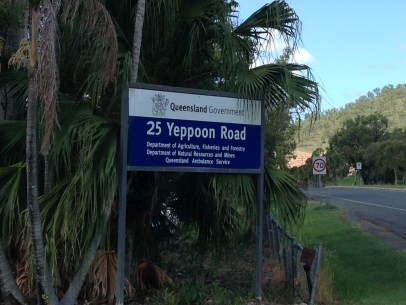 Queensland Government
25 Yeppoon Road
Department of Agriculture, Fisheries and Forestry
Department of Natural Resources and Mines
Queensland Ambulance Service
70